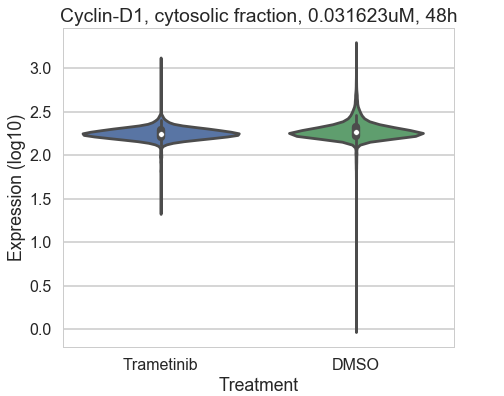 Cyclin-D1, cytosolic fraction, 0.031623uM, 48h
Expression (log10)
3.0
2.5
2.0
1.5
1.0
0.5
0.0
Trametinib DMSO
Treatment